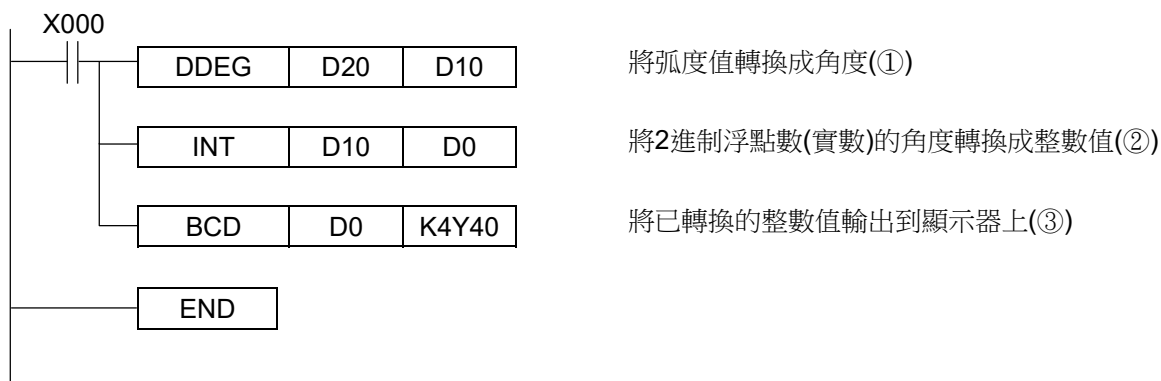 X000
DDEG D20 D10 將弧度值轉換成角度(①)
INT D10 D0 將2進制浮點數(實數)的角度轉換成整數值(②)
BCD D0 K4Y40 將已轉換的整數值輸出到顯示器上(③)
END